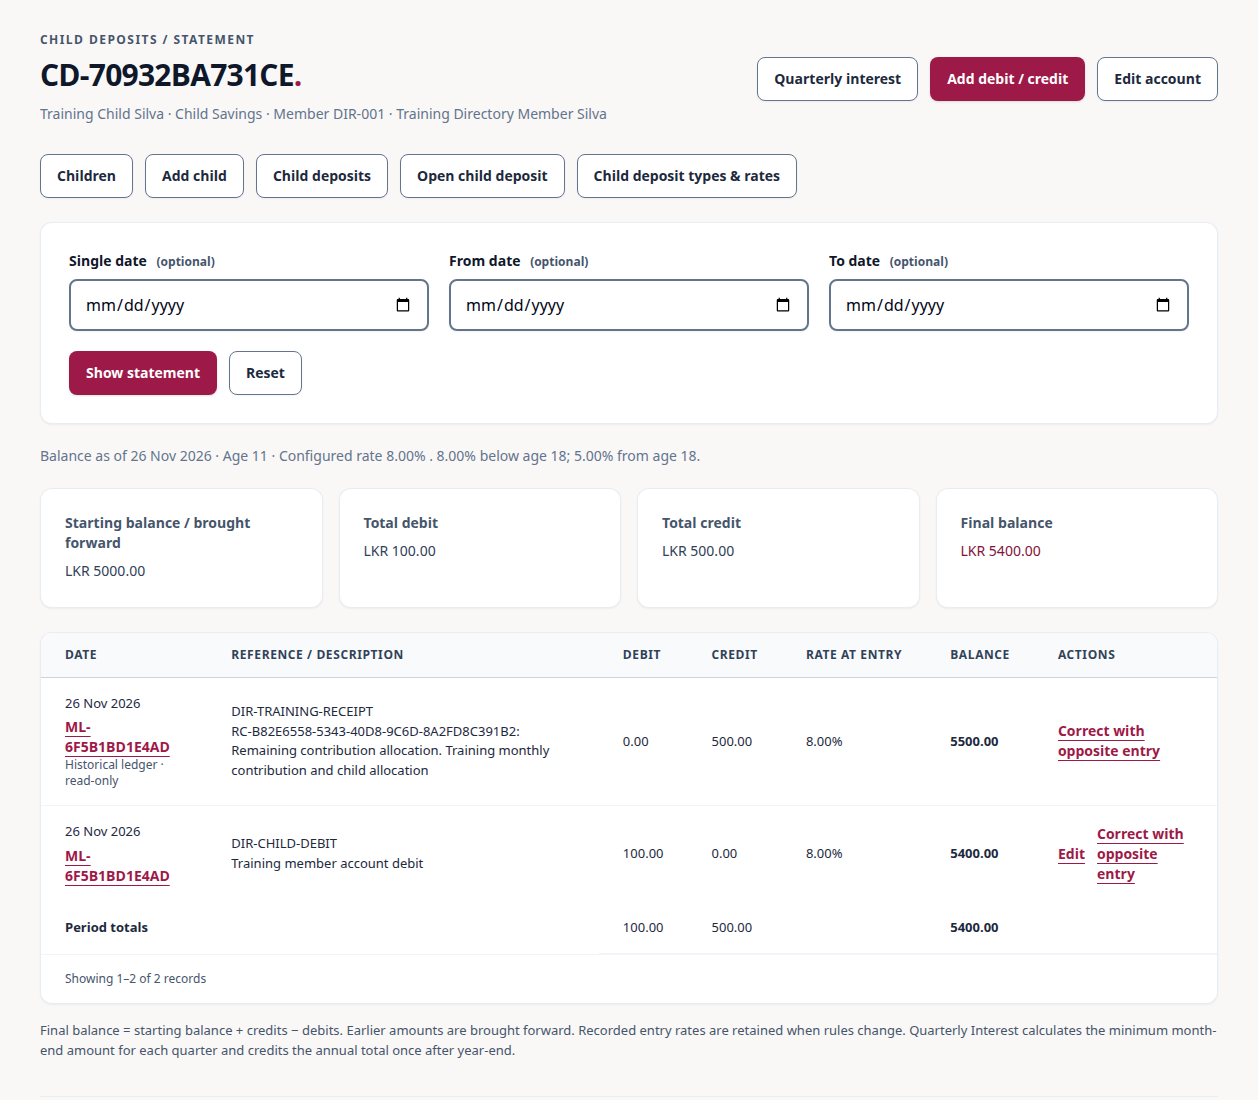 CHILD DEPOSITS / STATEMENT
CD-70932BA731CE.
Training Child Silva · Child Savings · Member DIR-001 · Training Directory Member Silva
Quarterly interest
Add debit / credit
Edit account
Children
Add child
Child deposits
Open child deposit
Child deposit types & rates
Single date (optional)
From date (optional)
To date (optional)
mm/dd/yyyy
mm/dd/yyyy
mm/dd/yyyy
Show statement
Reset
Balance as of 26 Nov 2026 · Age 11 · Configured rate 8.00% . 8.00% below age 18; 5.00% from age 18.
Starting balance / brought
forward
LKR 5000.00
Total debit
LKR 100.00
Total credit
LKR 500.00
Final balance
LKR 5400.00
DATE REFERENCE / DESCRIPTION DEBIT CREDIT RATE AT ENTRY BALANCE ACTIONS
26 Nov 2026
ML-
6F5B1BD1E4AD
Historical ledger ·
read-only
DIR-TRAINING-RECEIPT
RC-B82E6558-5343-40D8-9C6D-8A2FD8C391B2:
Remaining contribution allocation. Training monthly
contribution and child allocation
0.00 500.00 8.00% 5500.00
Correct with
opposite entry
26 Nov 2026
ML-
6F5B1BD1E4AD
DIR-CHILD-DEBIT
Training member account debit
100.00 0.00 8.00% 5400.00
Edit
Correct with
opposite
entry
Period totals 100.00 500.00 5400.00
Showing 1–2 of 2 records
Final balance = starting balance + credits − debits. Earlier amounts are brought forward. Recorded entry rates are retained when rules change. Quarterly Interest calculates the minimum month-
end amount for each quarter and credits the annual total once after year-end.